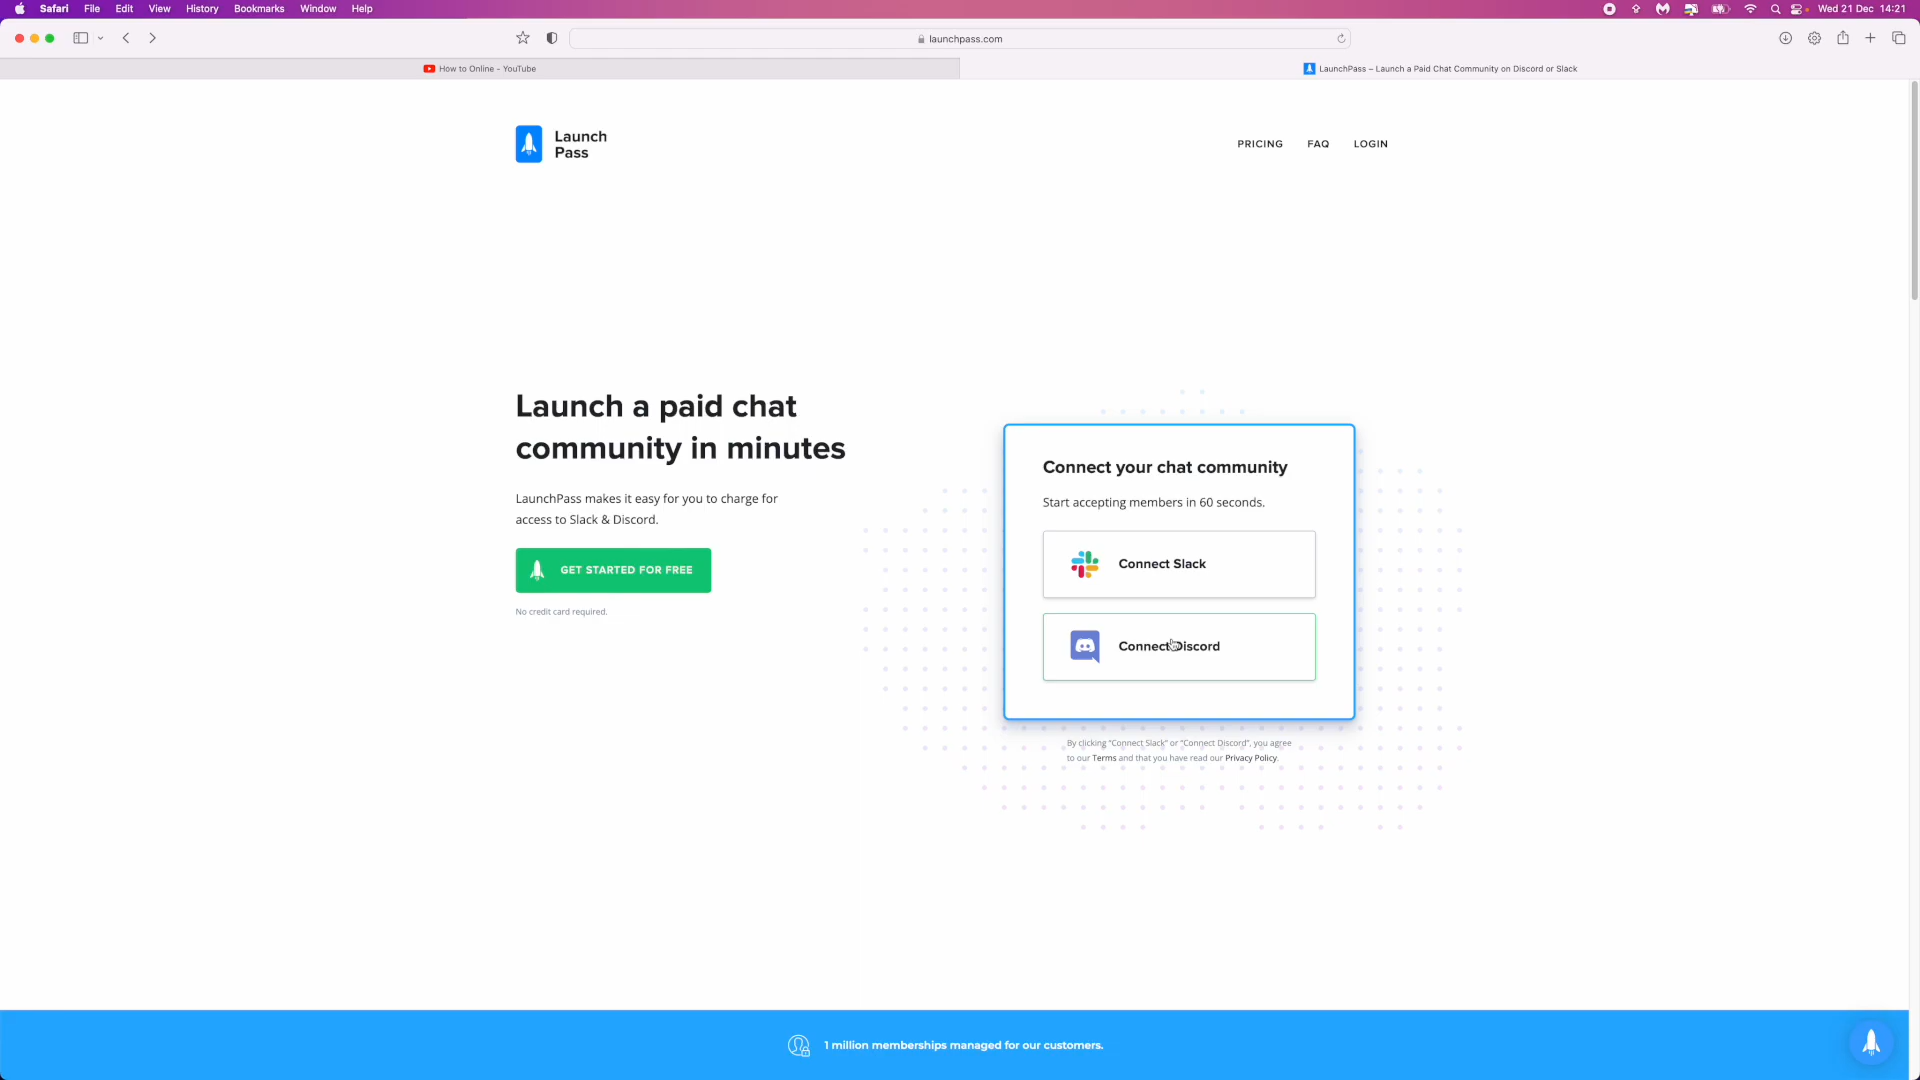 Safari File Edit View History Bookmarks Window Help Wed 21 Dec 14:21
launchpass.com
How to Online - YouTube
LaunchPass – Launch a Paid Chat Community on Discord or Slack
Launch
Pass
PRICING FAQ LOGIN
Launch a paid chat
community in minutes
LaunchPass makes it easy for you to charge for
access to Slack & Discord.
GET STARTED FOR FREE
No credit card required.
Connect your chat community
Start accepting members in 60 seconds.
Connect Slack
Connect Discord
By clicking "Connect Slack" or "Connect Discord", you agree
to our Terms and that you have read our Privacy Policy.
1 million memberships managed for our customers.